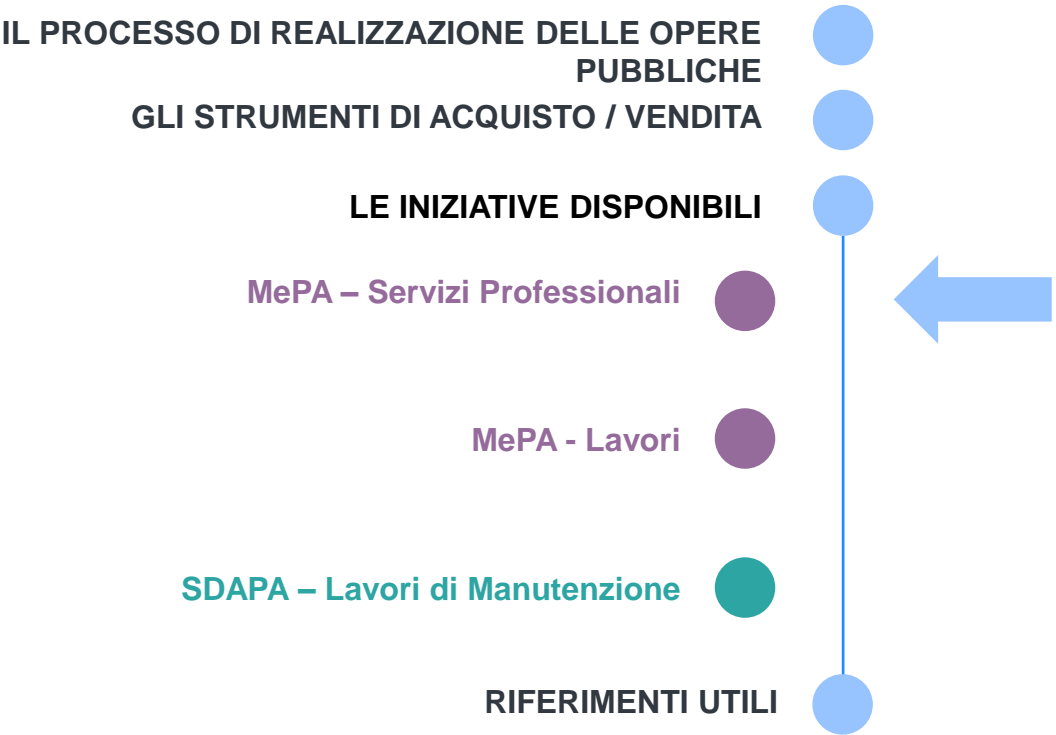 IL PROCESSO DI REALIZZAZIONE DELLE OPERE
PUBBLICHE
GLI STRUMENTI DI ACQUISTO / VENDITA
LE INIZIATIVE DISPONIBILI
MePA – Servizi Professionali
MePA - Lavori
SDAPA – Lavori di Manutenzione
RIFERIMENTI UTILI